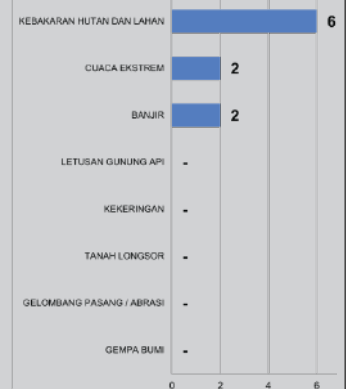 KEBAKARAN HUTAN DAN LAHAN 6
CUACA EKSTREM 2
BANJIR 2
LETUSAN GUNUNG API -
KEKERINGAN -
TANAH LONGSOR -
GELOMBANG PASANG / ABRASI -
GEMPA BUMI -
0 2 4 6